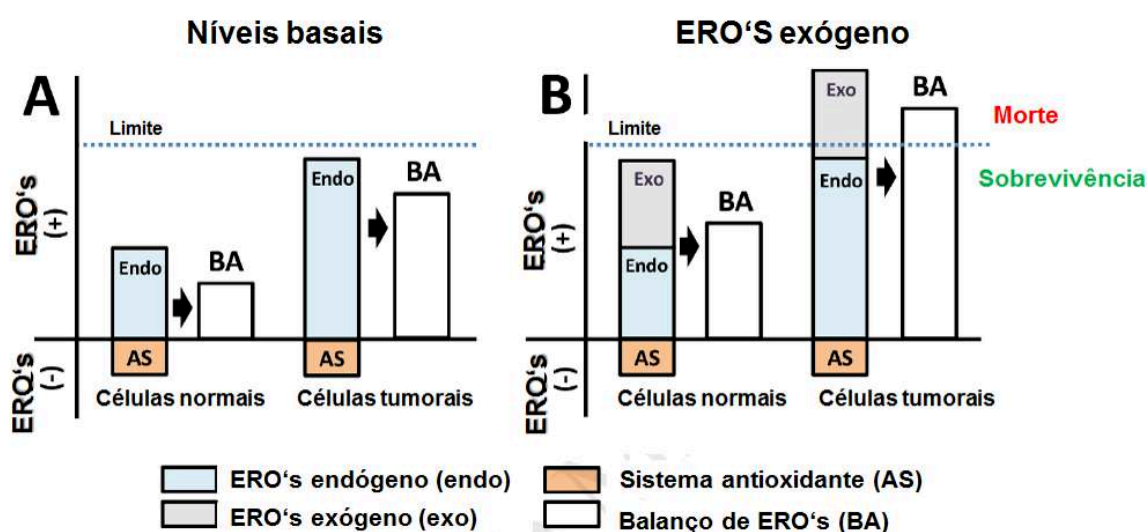 Níveis basais
ERO‘S exógeno
A
Limite
ERO‘s
(+)
ERO‘s
(-)
Endo
BA
AS
Endo
BA
AS
Células normais
Células tumorais
B
Limite
ERO‘s
(+)
ERO‘s
(-)
Exo
Endo
BA
AS
Exo
Endo
BA
AS
Células normais
Células tumorais
Morte
Sobrevivência
ERO‘s endógeno (endo)
ERO‘s exógeno (exo)
Sistema antioxidante (AS)
Balanço de ERO‘s (BA)